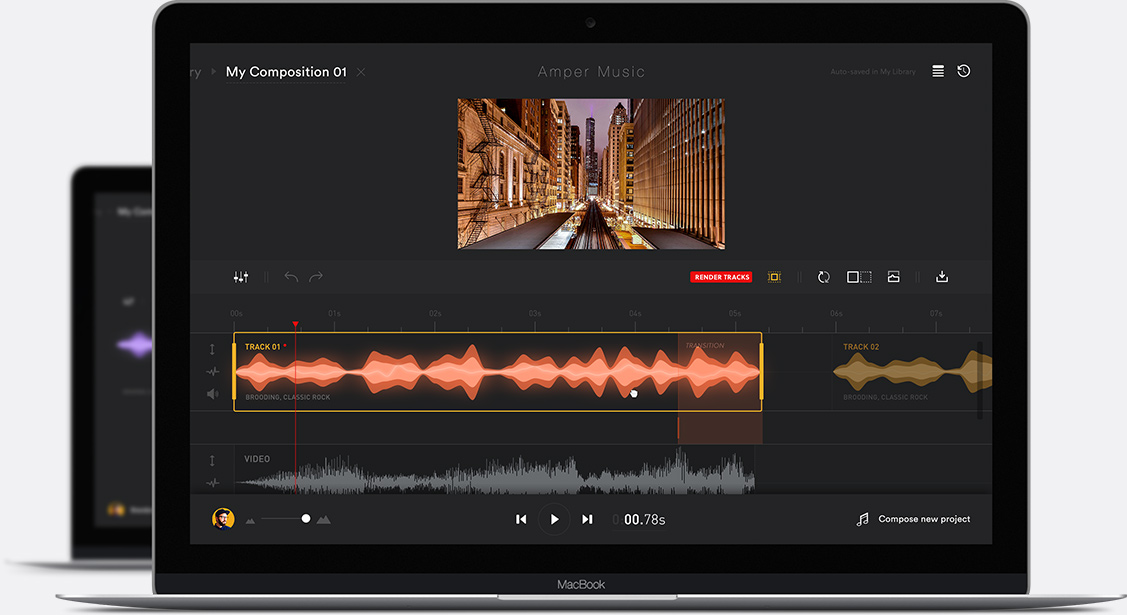 ry My Composition 01
Amper Music
Auto-saved in My Library
RENDER TRACKS
00s 01s 02s 03s 04s 05s 06s 07s
TRACK 01 *
TRANSITION
TRACK 02
BROODING, CLASSIC ROCK
BROODING, CLASSIC ROCK
VIDEO
0:00.78s
Compose new project
MacBook
My Com